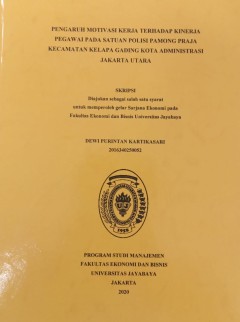 PENGARUH MOTIVASI KERJA TERHADAP KINERJA
PEGAWAI PADA SATUAN POLISI PAMONG PRAJA
KECAMATAN KELAPA GADING KOTA ADMINISTRASI
JAKARTA UTARA
SKRIPSI
Diajukan sebagai salah satu syarat
untuk memperoleh gelar Sarjana Ekonomi pada
Fakultas Ekonomi dan Bisnis Universitas Jayabaya
DEWI PURINTAN KARTIKASARI
2016340250082
PROGRAM STUDI MANAJEMEN
FAKULTAS EKONOMI DAN BISNIS
UNIVERSITAS JAYABAYA
JAKARTA
2020